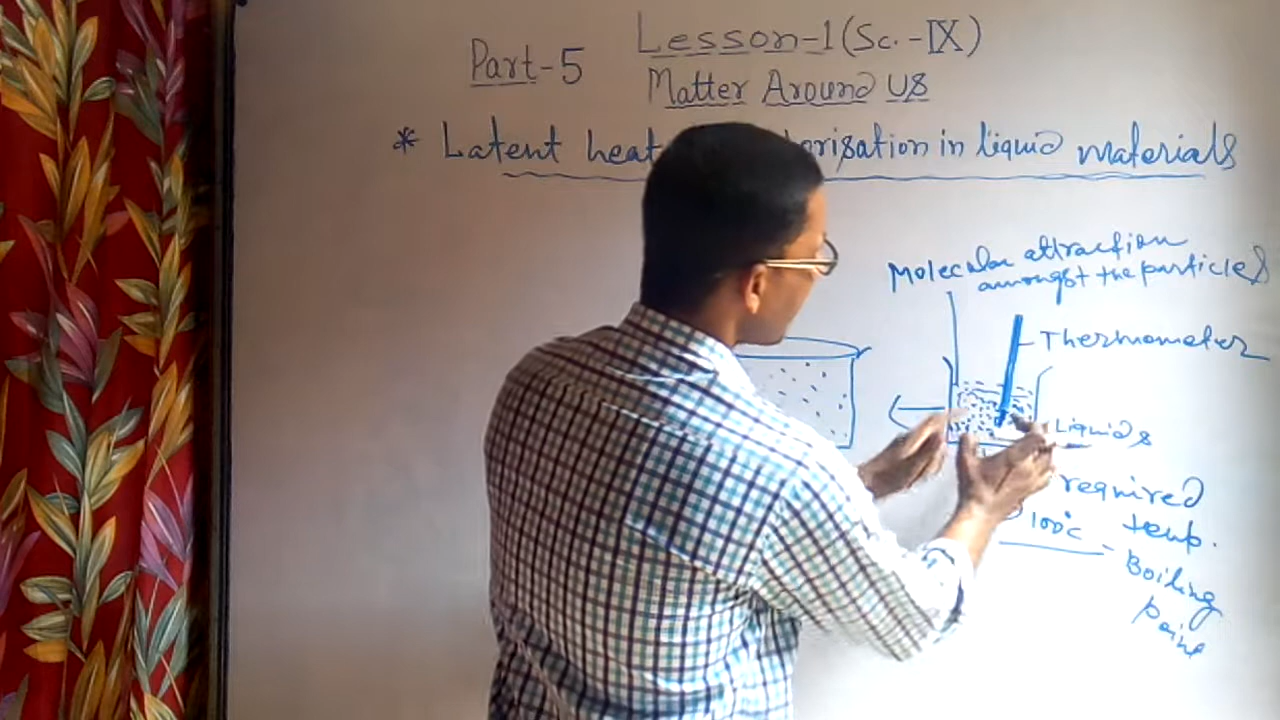 Part-5
Lesson-1 (Sc.-IX)
Matter Around us
* Latent heat orisation in liquid materials
Molecular attraction
amongst the particles
Thermometer
Liquids
required
100°c - temp.
Boiling
point